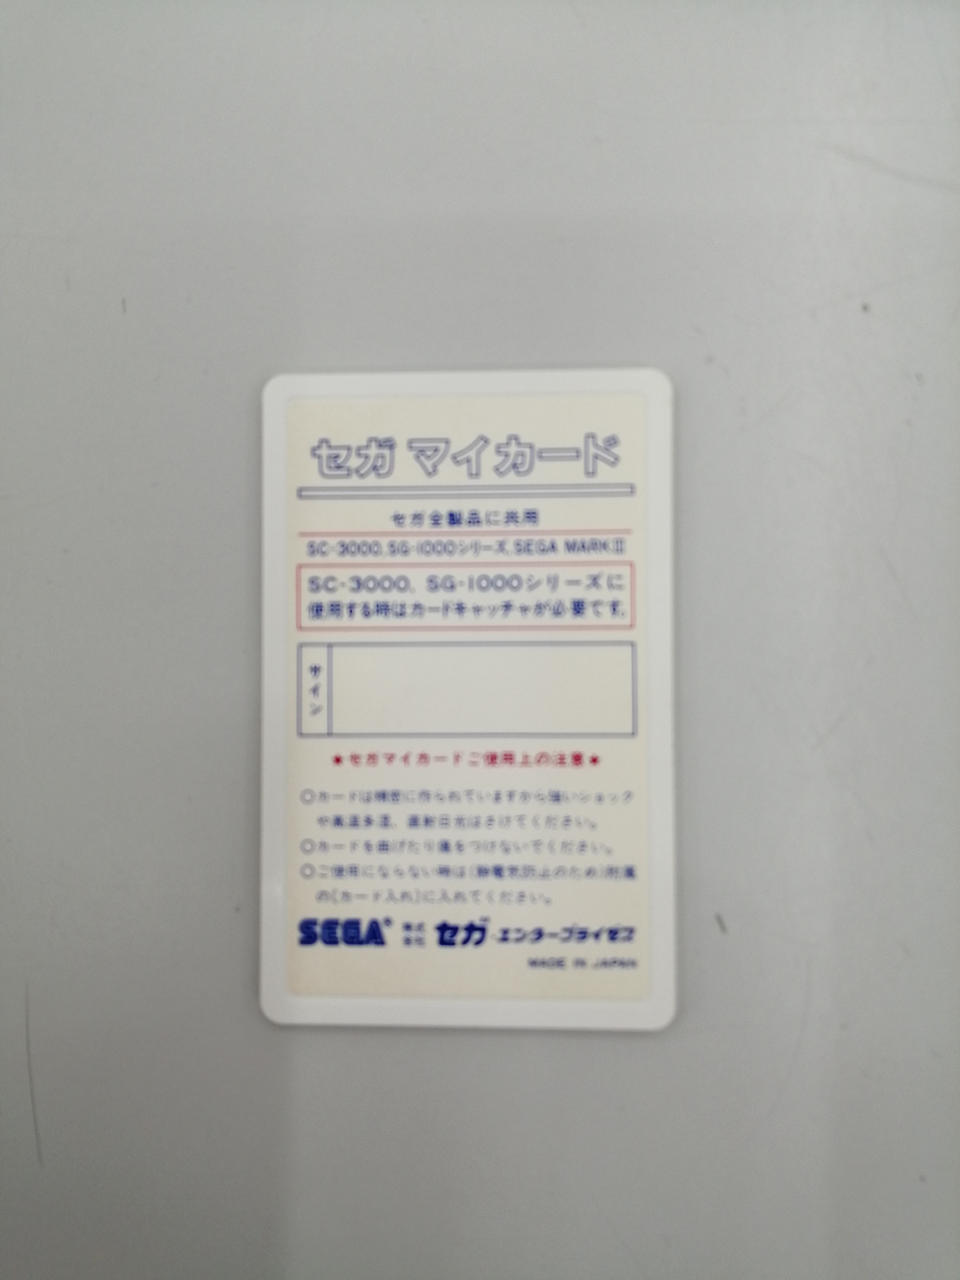 セガ マイカード
セガ全製品に共用
SC-3000, SG-1000シリーズ, SEGA MARKⅢ
SC-3000, SG-1000シリーズに
使用する時はカードキャッチャが必要です。
サイン
★セガマイカードご使用上の注意★
○カードは精密に作られていますから強いショック
や高温多湿、直射日光はさけてください。
○カードを曲げたり傷をつけないでください。
○ご使用にならない時は(静電気防止のため)附属
の[カード入れ]に入れてください。
SEGA® 株式会社 セガ・エンタープライゼス
MADE IN JAPAN